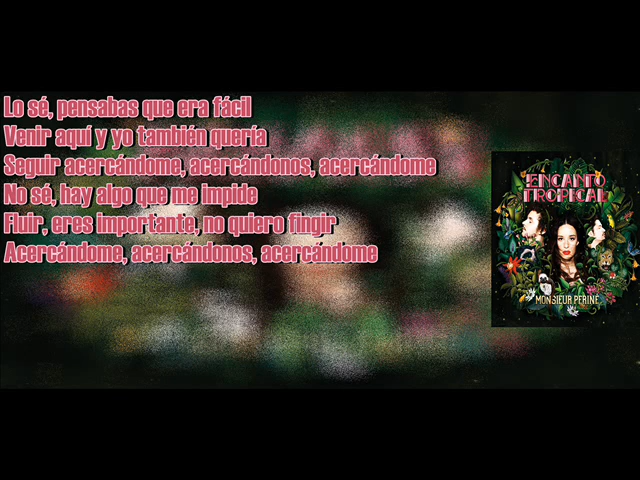 Lo sé, pensabas que era fácil
Venir aquí y yo también quería
Seguir acercándome, acercándonos, acercándome
No sé, hay algo que me impide
Fluir, eres importante, no quiero fingir
Acercándome, acercándonos, acercándome
ENCANTO
TROPICAL
MONSIEUR PERINÉ